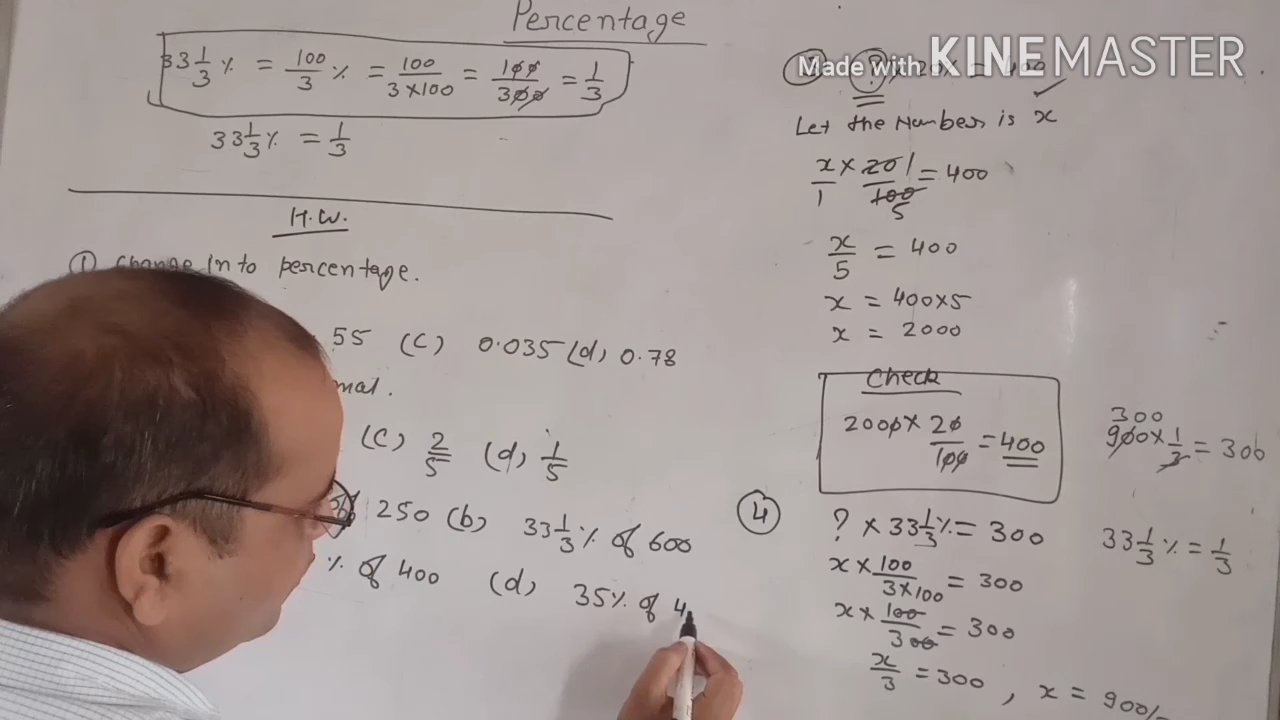 Percentage
33 1/3 % = 100/3 % = 100/(3×100) = 100/300 = 1/3
33 1/3 % = 1/3
H.W.
① Change Into percentage.
55 (c) 0.035 (d) 0.78
mal.
(c) 2/5 (d) 1/5
250 (b) 33 1/3 % of 600
% of 400 (d) 35% of 4
Made with KINEMASTER
? × 20% = 400
Let the Number is x
x/1 × 20/100 1/5 = 400
x/5 = 400
x = 400×5
x = 2000
Check
2000 × 20/100 = 400
④ ? × 33 1/3 % = 300
x × 100/(3×100) = 300
x × 100/300 = 300
x/3 = 300 , x = 900/-
300
900 × 1/3 = 300
33 1/3 % = 1/3